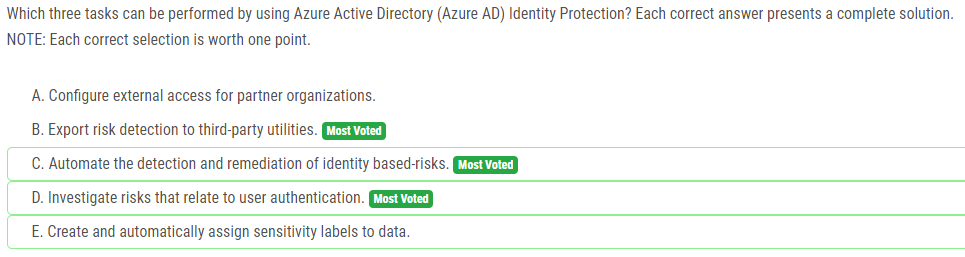 Which three tasks can be performed by using Azure Active Directory (Azure AD) Identity Protection? Each correct answer presents a complete solution.
NOTE: Each correct selection is worth one point.
A. Configure external access for partner organizations.
B. Export risk detection to third-party utilities. Most Voted
C. Automate the detection and remediation of identity based-risks. Most Voted
D. Investigate risks that relate to user authentication. Most Voted
E. Create and automatically assign sensitivity labels to data.